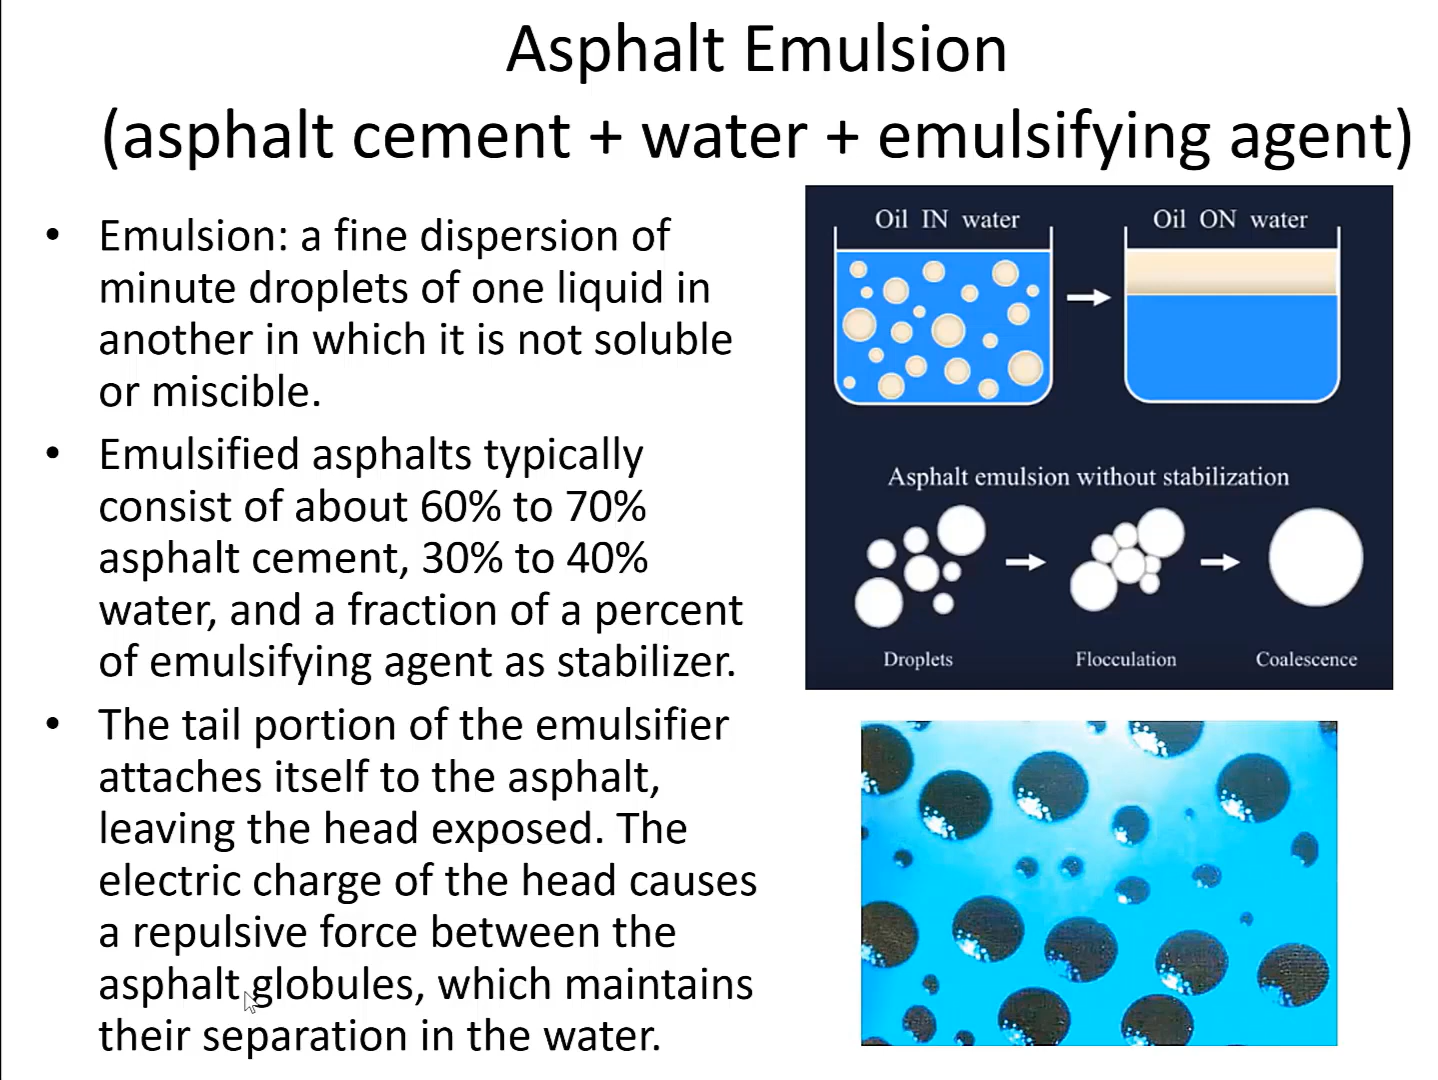 Asphalt Emulsion
(asphalt cement + water + emulsifying agent)
• Emulsion: a fine dispersion of
minute droplets of one liquid in
another in which it is not soluble
or miscible.
• Emulsified asphalts typically
consist of about 60% to 70%
asphalt cement, 30% to 40%
water, and a fraction of a percent
of emulsifying agent as stabilizer.
• The tail portion of the emulsifier
attaches itself to the asphalt,
leaving the head exposed. The
electric charge of the head causes
a repulsive force between the
asphalt globules, which maintains
their separation in the water.
Oil IN water
Oil ON water
Asphalt emulsion without stabilization
Droplets
Flocculation
Coalescence